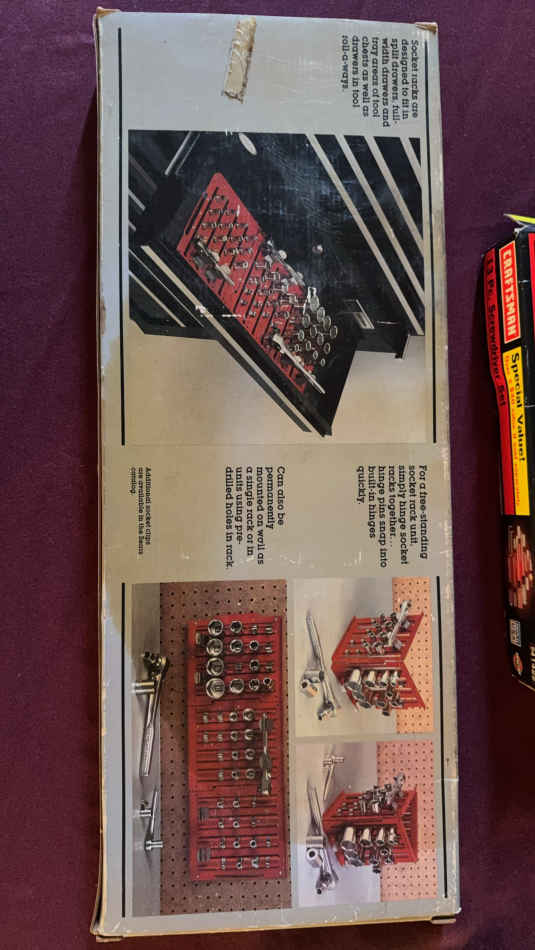 Socket racks are
designed to fit in
split drawers, full-
width drawers and
tray areas of tool
chests as well as
drawers in tool
roll-a-ways.
For a free-standing
socket rack unit,
simply hinge socket
racks together,
hinge pins snap into
built-in hinges
quickly.
Can also be
permanently
mounted on wall as
a single rack or in
units using pre-
drilled holes in rack.
Additional socket clips
are available in the Sears
catalog.
CRAFTSMAN
Pc. Screwdriver Set
Special Value!